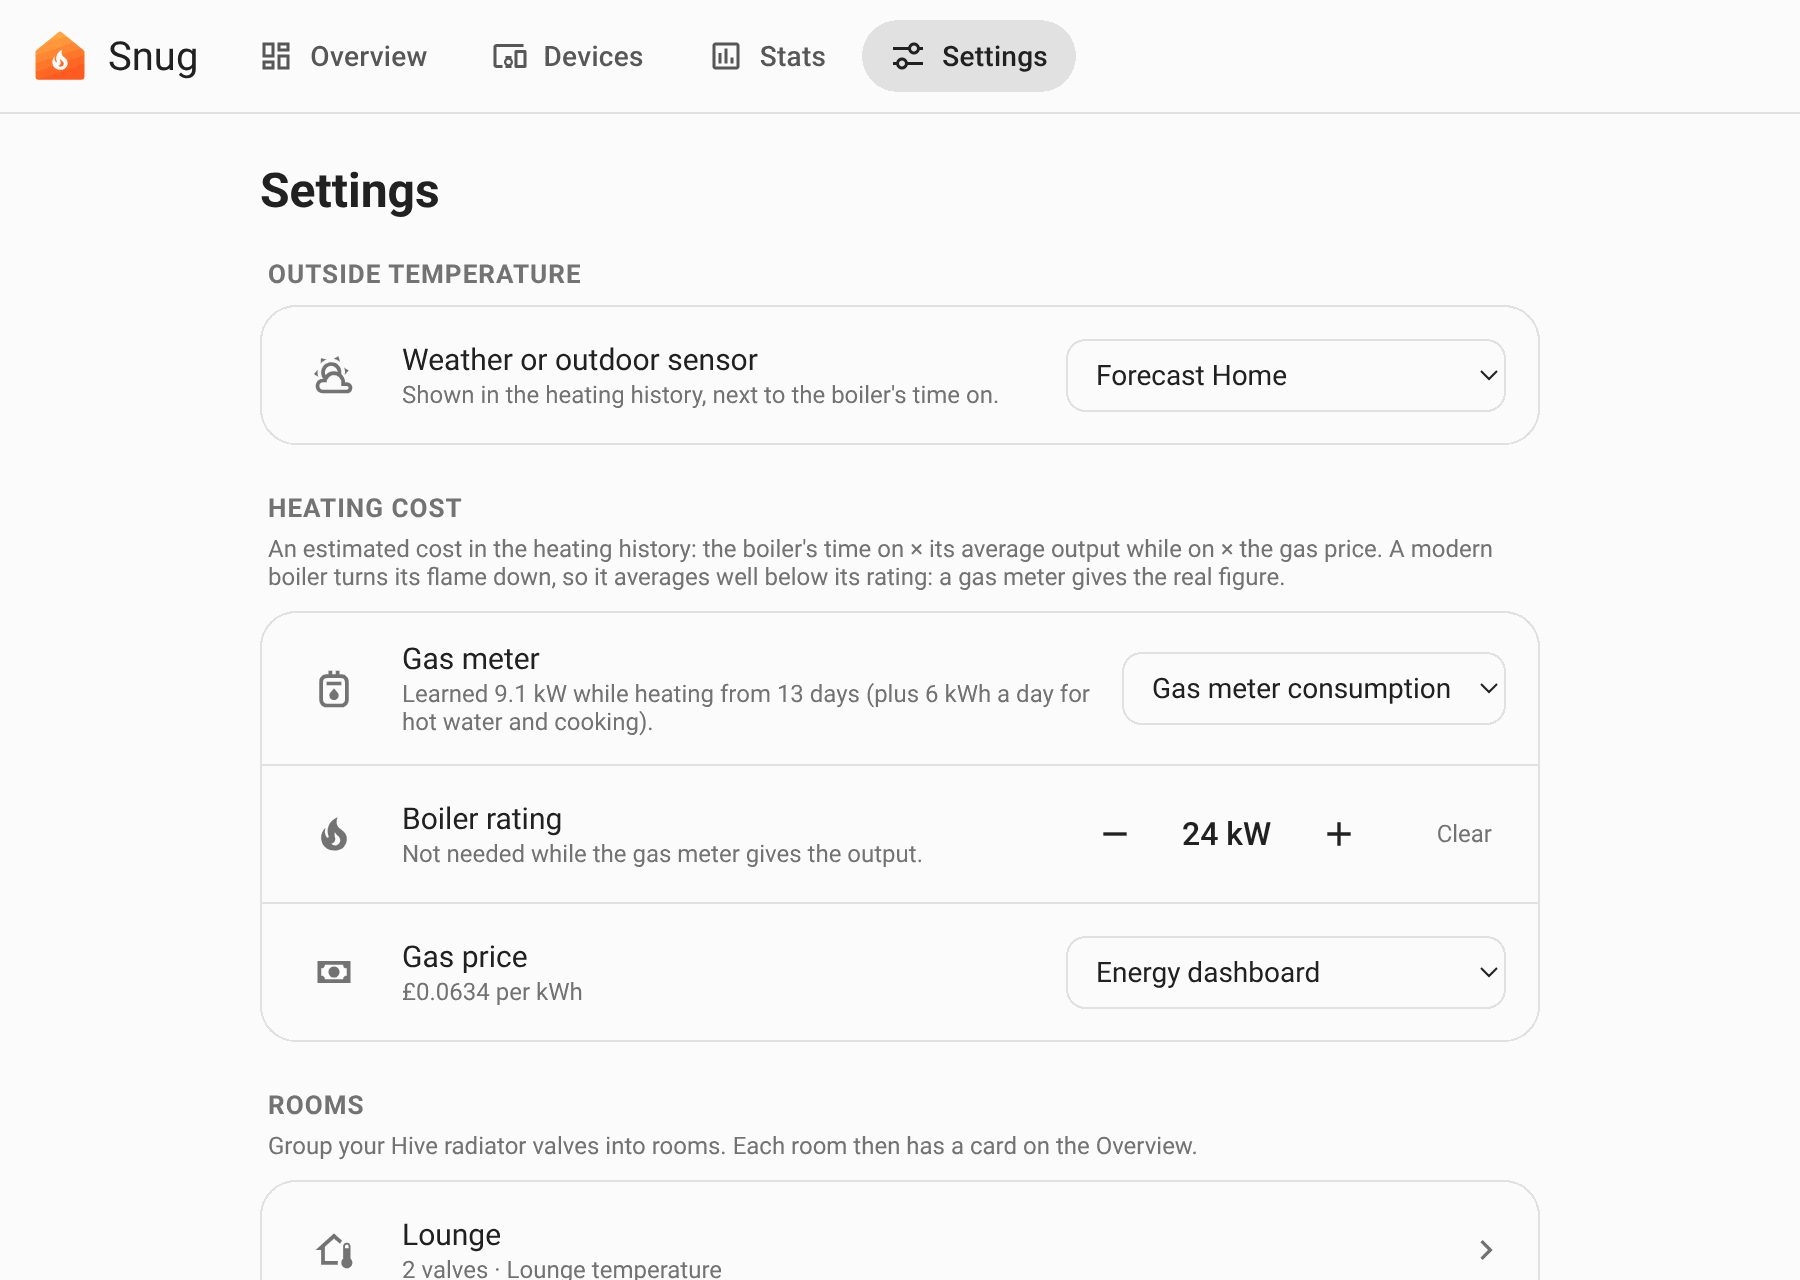 Snug
Overview
Devices
Stats
Settings
Settings
OUTSIDE TEMPERATURE
Weather or outdoor sensor
Shown in the heating history, next to the boiler's time on.
Forecast Home
HEATING COST
An estimated cost in the heating history: the boiler's time on × its average output while on × the gas price. A modern
boiler turns its flame down, so it averages well below its rating: a gas meter gives the real figure.
Gas meter
Learned 9.1 kW while heating from 13 days (plus 6 kWh a day for
hot water and cooking).
Gas meter consumption
Boiler rating
Not needed while the gas meter gives the output.
24 kW
Clear
Gas price
£0.0634 per kWh
Energy dashboard
ROOMS
Group your Hive radiator valves into rooms. Each room then has a card on the Overview.
Lounge
2 valves · Lounge temperature